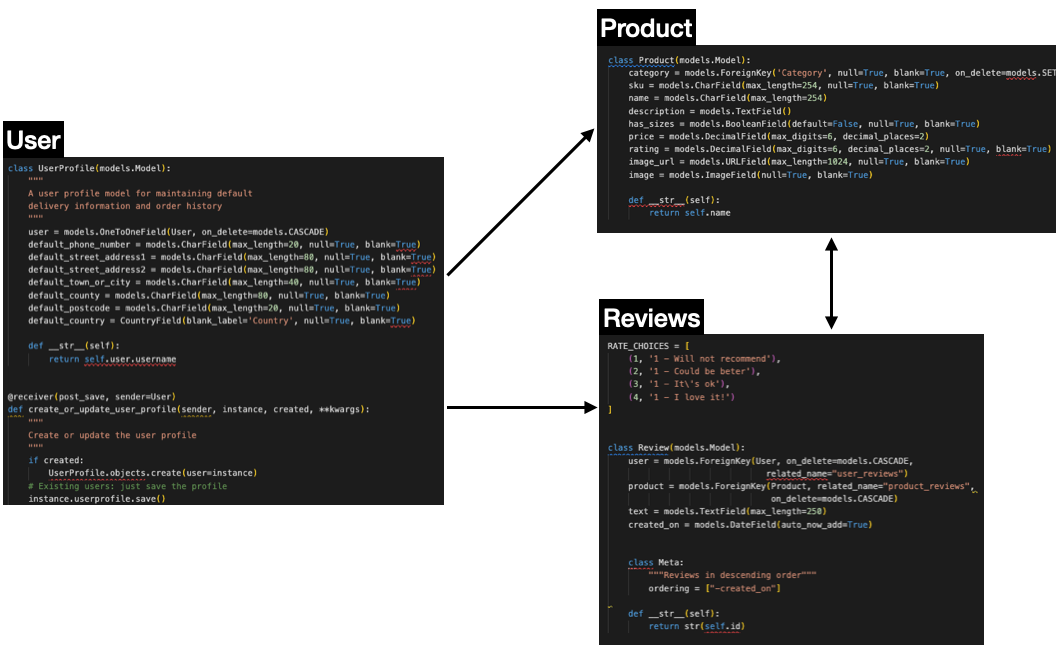 User
class UserProfile(models.Model):
"""
A user profile model for maintaining default
delivery information and order history
"""
user = models.OneToOneField(User, on_delete=models.CASCADE)
default_phone_number = models.CharField(max_length=20, null=True, blank=True)
default_street_address1 = models.CharField(max_length=80, null=True, blank=True)
default_street_address2 = models.CharField(max_length=80, null=True, blank=True)
default_town_or_city = models.CharField(max_length=40, null=True, blank=True)
default_county = models.CharField(max_length=80, null=True, blank=True)
default_postcode = models.CharField(max_length=20, null=True, blank=True)
default_country = CountryField(blank_label='Country', null=True, blank=True)
def __str__(self):
return self.user.username
@receiver(post_save, sender=User)
def create_or_update_user_profile(sender, instance, created, **kwargs):
"""
Create or update the user profile
"""
if created:
UserProfile.objects.create(user=instance)
# Existing users: just save the profile
instance.userprofile.save()
Product
class Product(models.Model):
category = models.ForeignKey('Category', null=True, blank=True, on_delete=models.SET
sku = models.CharField(max_length=254, null=True, blank=True)
name = models.CharField(max_length=254)
description = models.TextField()
has_sizes = models.BooleanField(default=False, null=True, blank=True)
price = models.DecimalField(max_digits=6, decimal_places=2)
rating = models.DecimalField(max_digits=6, decimal_places=2, null=True, blank=True)
image_url = models.URLField(max_length=1024, null=True, blank=True)
image = models.ImageField(null=True, blank=True)
def __str__(self):
return self.name
Reviews
RATE_CHOICES = [
(1, '1 - Will not recommend'),
(2, '1 - Could be beter'),
(3, '1 - It\'s ok'),
(4, '1 - I love it!')
]
class Review(models.Model):
user = models.ForeignKey(User, on_delete=models.CASCADE,
related_name="user_reviews")
product = models.ForeignKey(Product, related_name="product_reviews",
on_delete=models.CASCADE)
text = models.TextField(max_length=250)
created_on = models.DateField(auto_now_add=True)
class Meta:
"""Reviews in descending order"""
ordering = ["-created_on"]
def __str__(self):
return str(self.id)